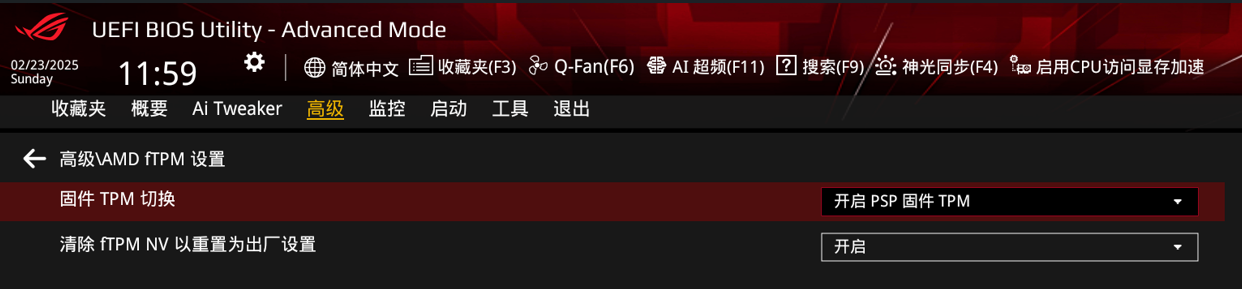 UEFI BIOS Utility - Advanced Mode
02/23/2025
Sunday
11:59
简体中文 收藏夹(F3) Q-Fan(F6) AI 超频(F11) 搜索(F9) 神光同步(F4) 启用CPU访问显存加速
收藏夹 概要 Ai Tweaker 高级 监控 启动 工具 退出
高级\AMD fTPM 设置
固件 TPM 切换 开启 PSP 固件 TPM
清除 fTPM NV 以重置为出厂设置 开启